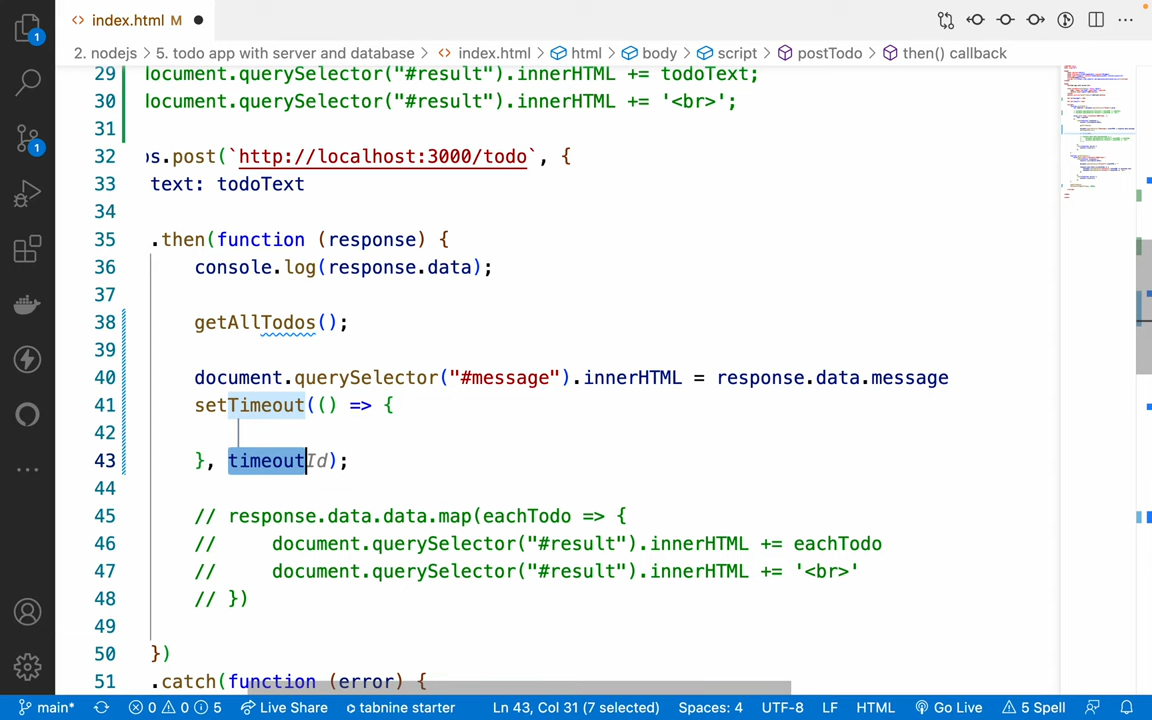 index.html M
2. nodejs > 5. todo app with server and database > index.html > html > body > script > postTodo > then() callback
29 locument.querySelector("#result").innerHTML += todoText;
30 locument.querySelector("#result").innerHTML += '<br>';
31
32 os.post(`http://localhost:3000/todo`, {
33 text: todoText
34
35 .then(function (response) {
36 console.log(response.data);
37
38 getAllTodos();
39
40 document.querySelector("#message").innerHTML = response.data.message
41 setTimeout(() => {
42
43 }, timeoutId);
44
45 // response.data.data.map(eachTodo => {
46 // document.querySelector("#result").innerHTML += eachTodo
47 // document.querySelector("#result").innerHTML += '<br>'
48 // })
49
50 })
51 .catch(function (error) {
1
1
main* 0 0 5 Live Share tabnine starter Ln 43, Col 31 (7 selected) Spaces: 4 UTF-8 LF HTML Go Live 5 Spell